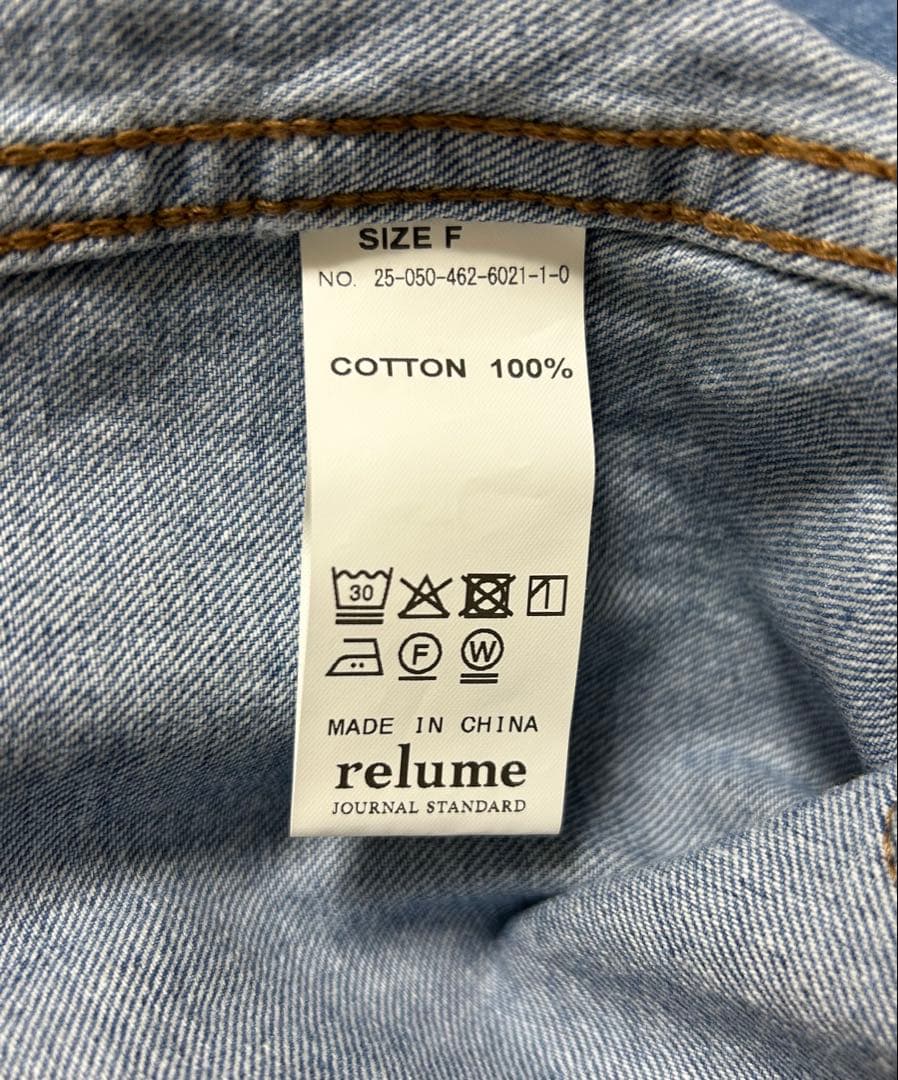 SIZE F
NO. 25-050-462-6021-1-0
COTTON 100%
30
F W
MADE IN CHINA
relume
JOURNAL STANDARD